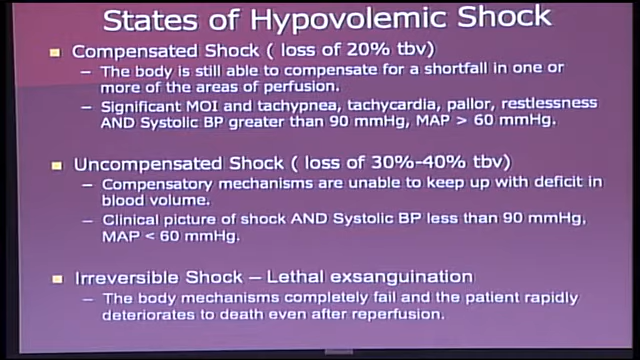 States of Hypovolemic Shock
Compensated Shock ( loss of 20% tbv)
– The body is still able to compensate for a shortfall in one or
more of the areas of perfusion.
– Significant MOI and tachypnea, tachycardia, pallor, restlessness
AND Systolic BP greater than 90 mmHg, MAP > 60 mmHg.
Uncompensated Shock ( loss of 30%-40% tbv)
– Compensatory mechanisms are unable to keep up with deficit in
blood volume.
– Clinical picture of shock AND Systolic BP less than 90 mmHg,
MAP < 60 mmHg.
Irreversible Shock – Lethal exsanguination
– The body mechanisms completely fail and the patient rapidly
deteriorates to death even after reperfusion.